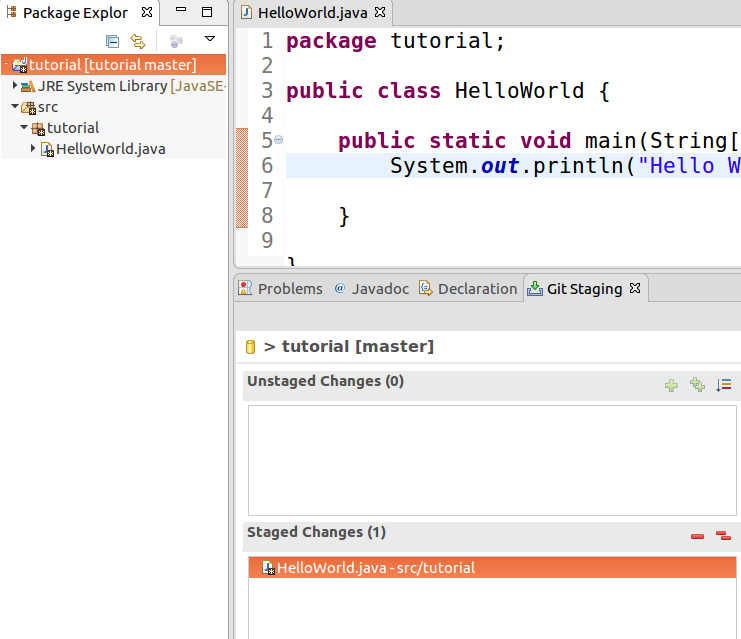 Package Explor
tutorial [tutorial master]
JRE System Library [JavaSE-
src
tutorial
HelloWorld.java
HelloWorld.java
1 package tutorial;
2
3 public class HelloWorld {
4
5 public static void main(String[
6 System.out.println("Hello W
7
8 }
9
}
Problems @ Javadoc Declaration Git Staging
> tutorial [master]
Unstaged Changes (0)
Staged Changes (1)
HelloWorld.java - src/tutorial